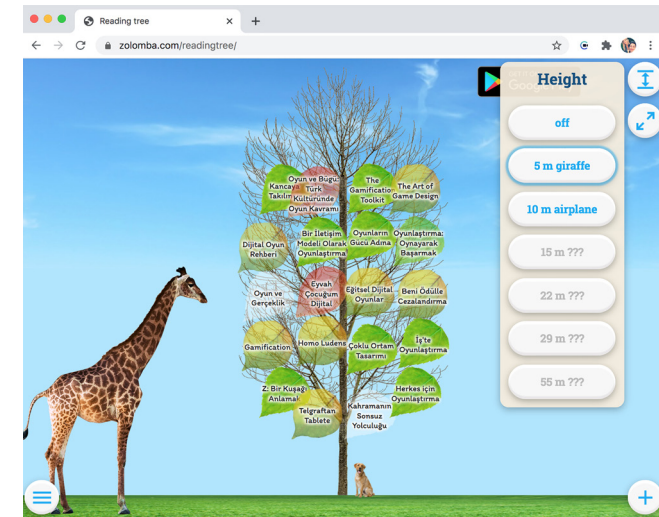 Reading tree
zolomba.com/readingtree/
Height
off
5 m giraffe
10 m airplane
15 m ???
22 m ???
29 m ???
55 m ???
Kancaya
Takılm
Oyun ve Bügü:
Türk
Kültüründe
Oyun Kavramı
The
Gamification
Toolkit
The Art of
Game Design
Dijital Oyun
Rehberi
Bir İletişim
Modeli Olarak
Oyunlaştırma
Oyunların
Gücü Adına
Oyunlaştırma:
Oynayarak
Başarmak
Oyun ve
Gerçeklik
Eyvah
Çocuğum
Dijital
Eğitsel Dijital
Oyunlar
Beni Ödülle
Cezalandırma
Gamification
Homo Ludens
Çoklu Ortam
Tasarımı
İş'te
Oyunlaştırma
Z: Bir Kuşağı
Anlamak
Telgraftan
Tablete
Kahramanın
Sonsuz
Yolculuğu
Herkes için
Oyunlaştırma